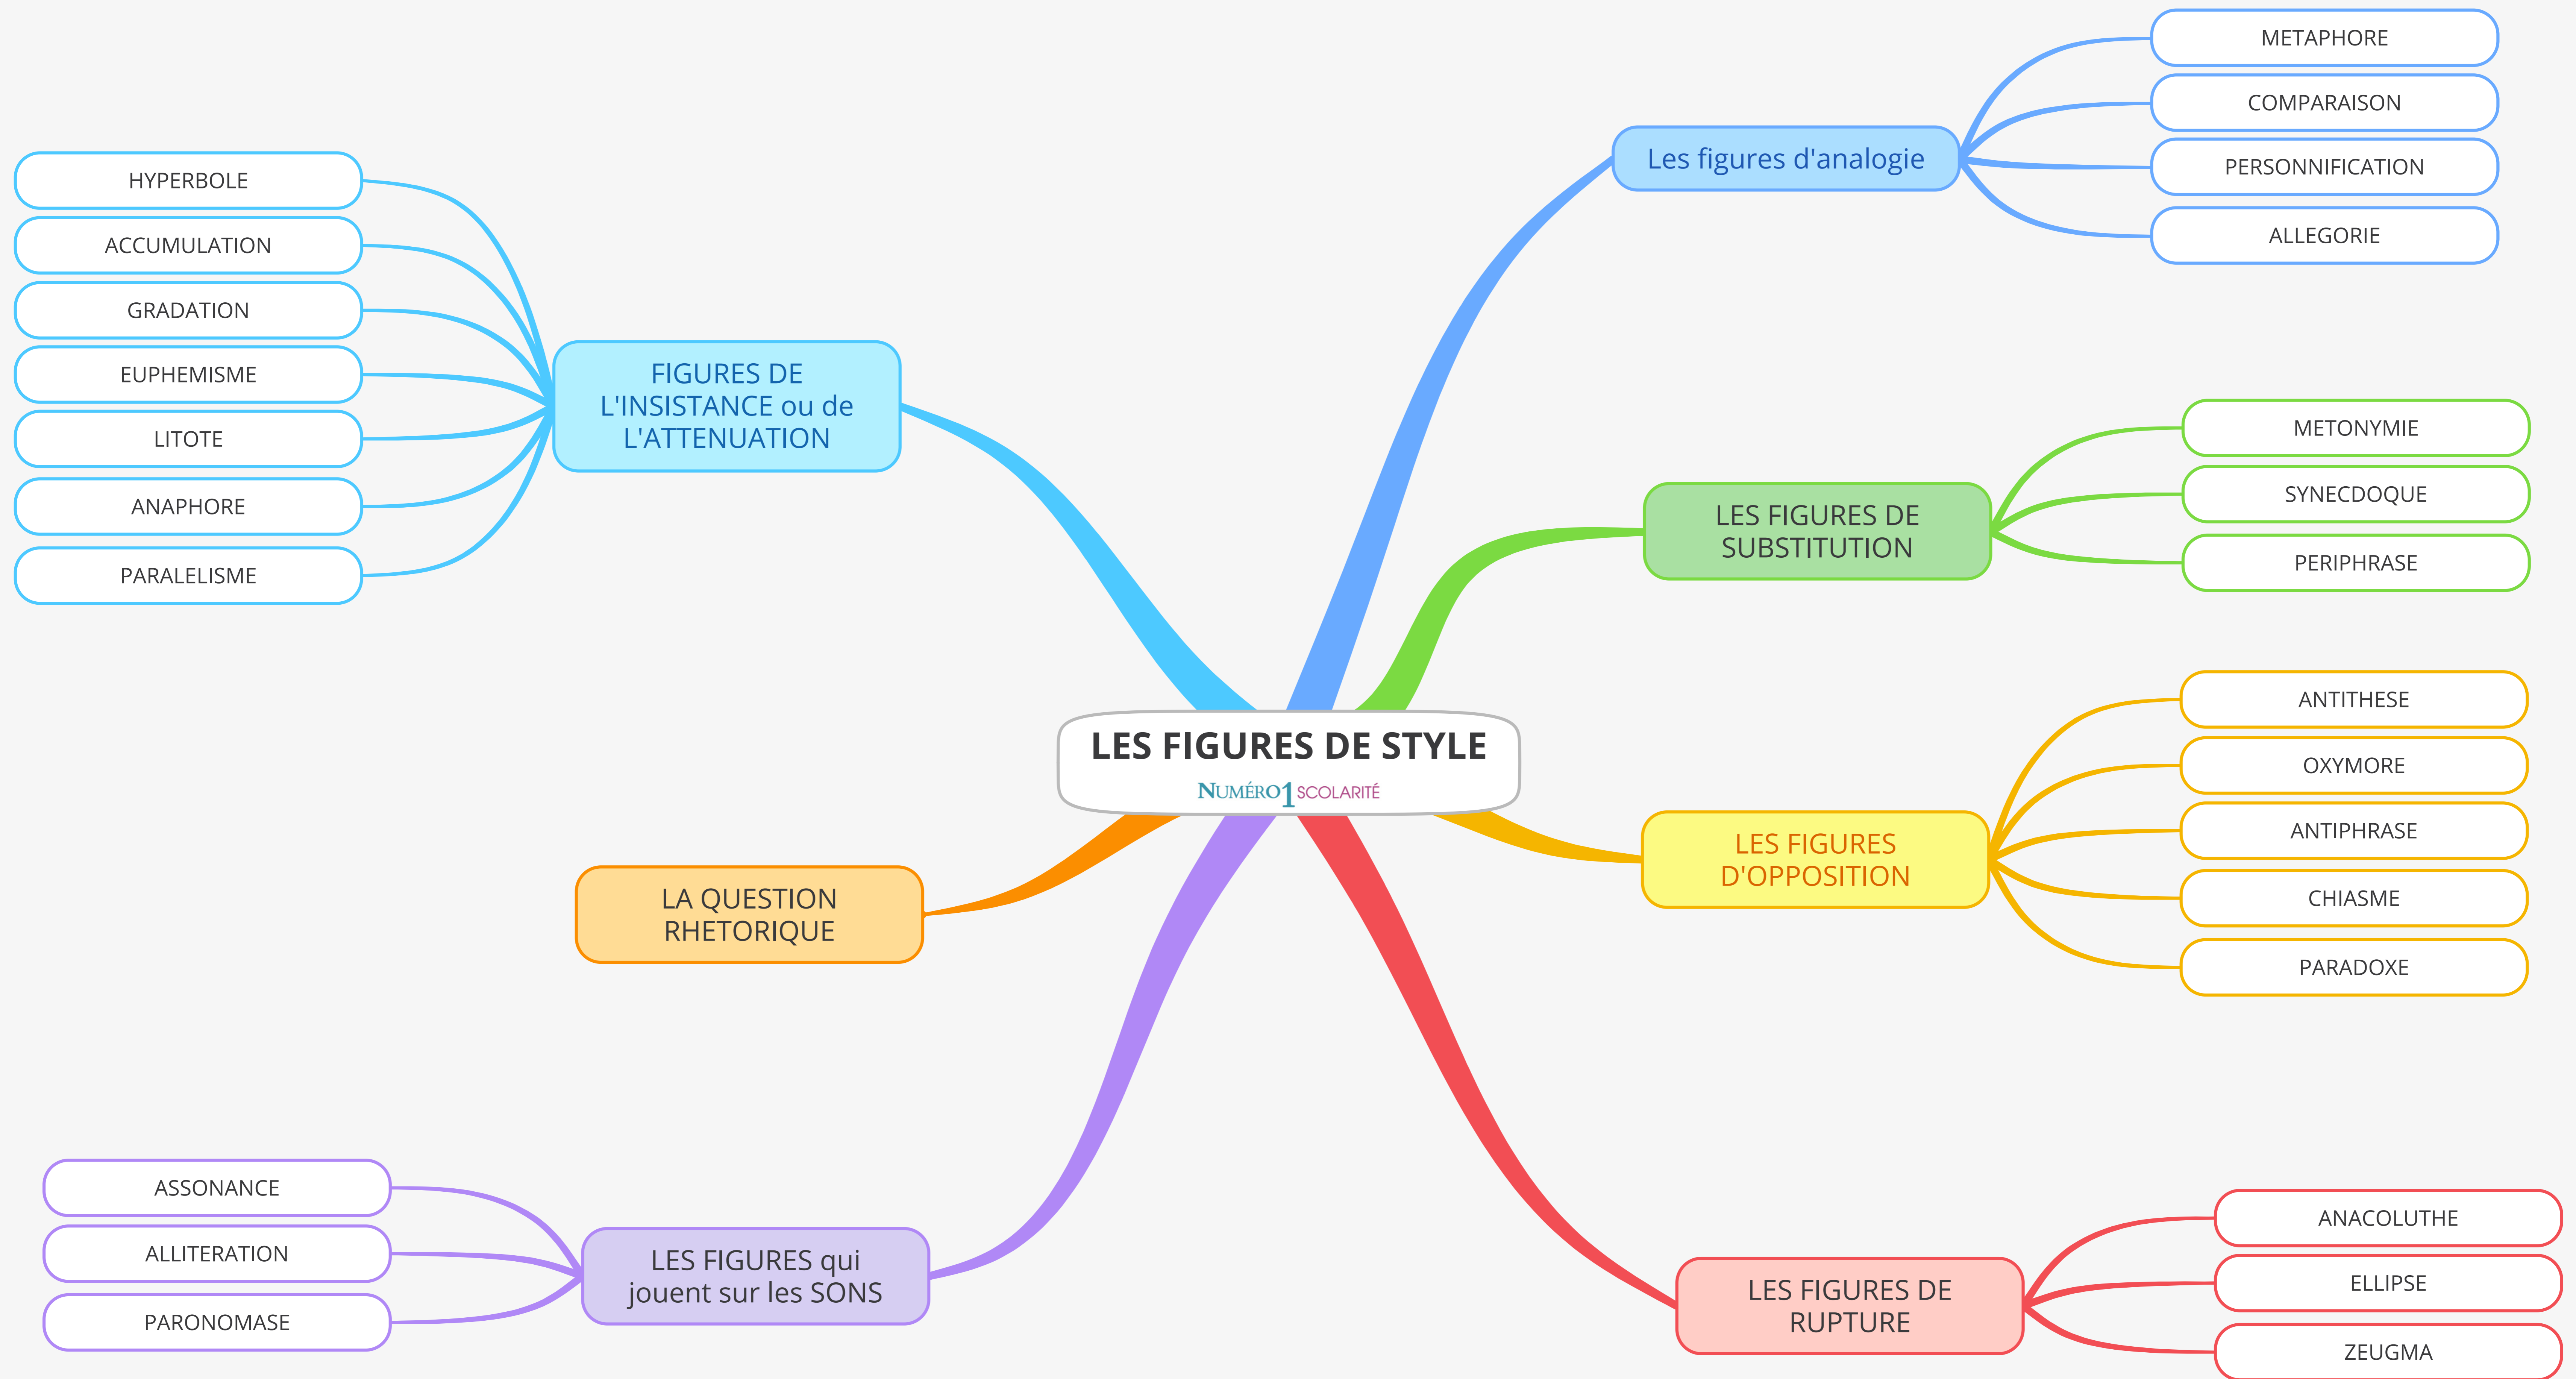 LES FIGURES DE STYLE
NUMÉRO1 SCOLARITÉ
Les figures d'analogie
METAPHORE
COMPARAISON
PERSONNIFICATION
ALLEGORIE
LES FIGURES DE
SUBSTITUTION
METONYMIE
SYNECDOQUE
PERIPHRASE
LES FIGURES
D'OPPOSITION
ANTITHESE
OXYMORE
ANTIPHRASE
CHIASME
PARADOXE
LES FIGURES DE
RUPTURE
ANACOLUTHE
ELLIPSE
ZEUGMA
FIGURES DE
L'INSISTANCE ou de
L'ATTENUATION
HYPERBOLE
ACCUMULATION
GRADATION
EUPHEMISME
LITOTE
ANAPHORE
PARALELISME
LA QUESTION
RHETORIQUE
LES FIGURES qui
jouent sur les SONS
ASSONANCE
ALLITERATION
PARONOMASE